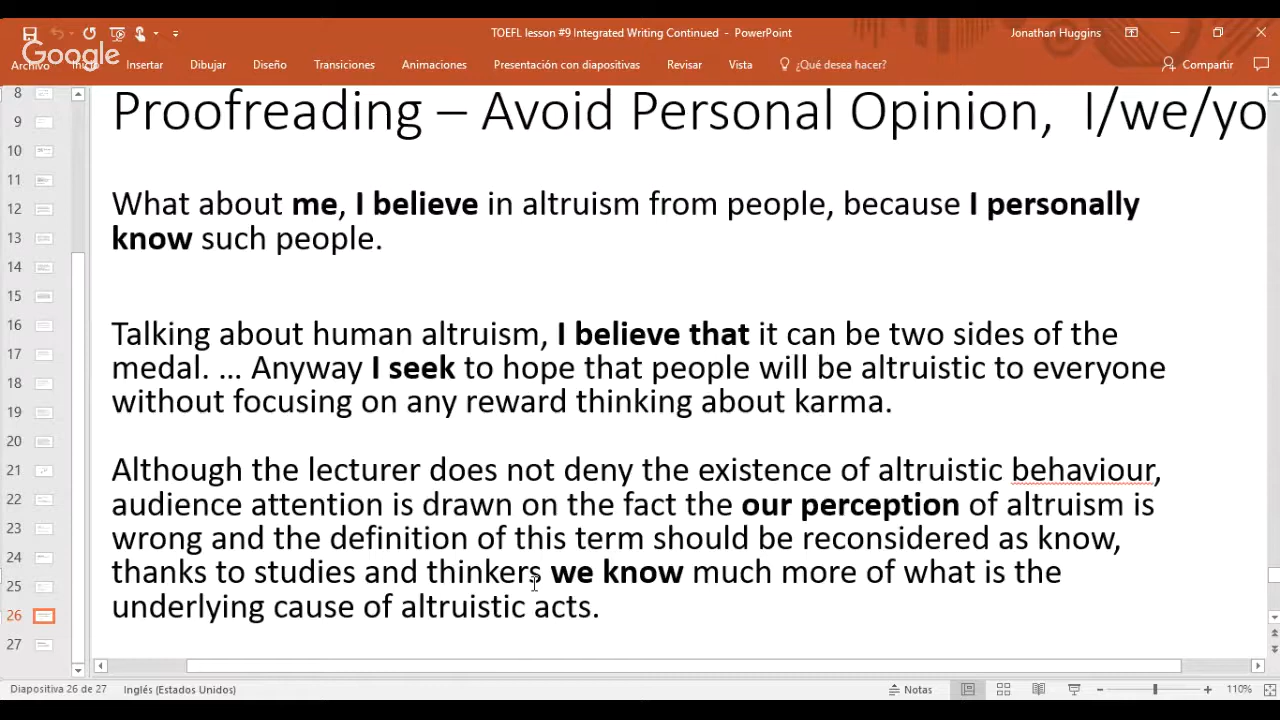 TOEFL lesson #9 Integrated Writing Continued - PowerPoint
Jonathan Huggins
Google
Archivo Insertar Dibujar Diseño Transiciones Animaciones Presentación con diapositivas Revisar Vista ¿Qué desea hacer? Compartir
Proofreading – Avoid Personal Opinion, I/we/yo
What about me, I believe in altruism from people, because I personally
know such people.
Talking about human altruism, I believe that it can be two sides of the
medal. ... Anyway I seek to hope that people will be altruistic to everyone
without focusing on any reward thinking about karma.
Although the lecturer does not deny the existence of altruistic behaviour,
audience attention is drawn on the fact the our perception of altruism is
wrong and the definition of this term should be reconsidered as know,
thanks to studies and thinkers we know much more of what is the
underlying cause of altruistic acts.
8
9
10
11
12
13
14
15
16
17
18
19
20
21
22
23
24
25
26
27
Diapositiva 26 de 27 Inglés (Estados Unidos) Notas 110%